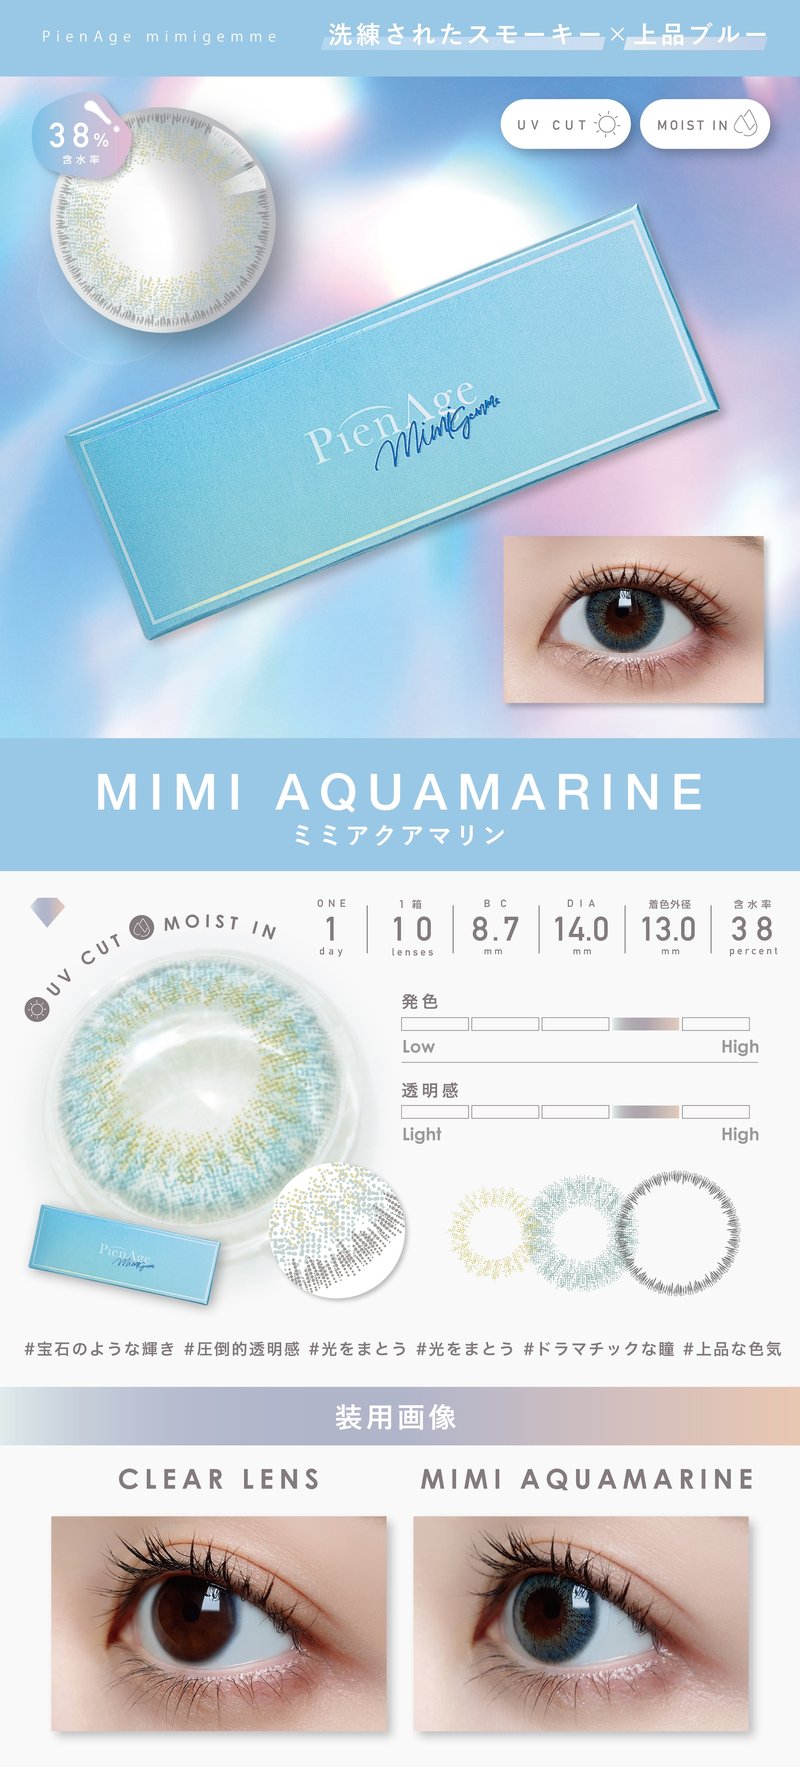 PienAge mimigemme
洗練されたスモーキー×上品ブルー
38%
含水率
UV CUT
MOIST IN
PienAge
MimiGemme
MIMI AQUAMARINE
ミミアクアマリン
UV CUT MOIST IN
ONE
1
day
1箱
10
lenses
BC
8.7
mm
DIA
14.0
mm
着色外径
13.0
mm
含水率
38
percent
発色
Low High
透明感
Light High
PienAge
MimiGemme
#宝石のような輝き #圧倒的透明感 #光をまとう #光をまとう #ドラマチックな瞳 #上品な色気
装用画像
CLEAR LENS
MIMI AQUAMARINE